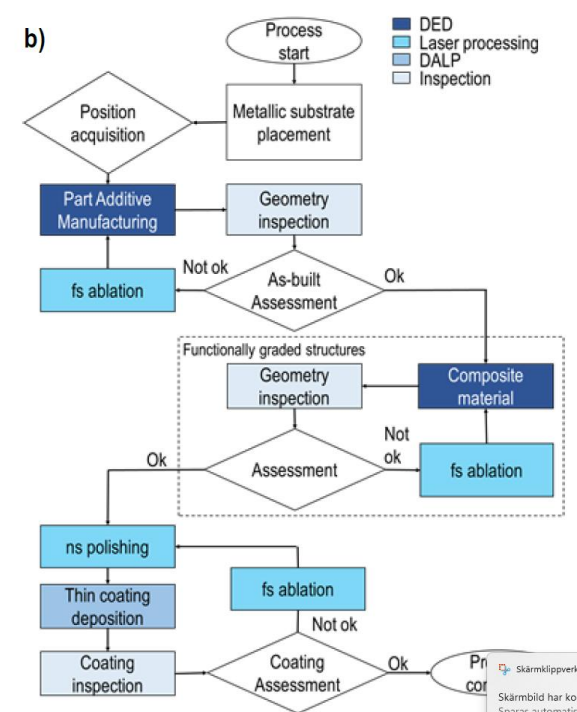 b)
Process
start
DED
Laser processing
DALP
Inspection
Position
acquisition
Metallic substrate
placement
Part Additive
Manufacturing
Geometry
inspection
Not ok
fs ablation
As-built
Assessment
Ok
Functionally graded structures
Geometry
inspection
Composite
material
Not
ok
Assessment
fs ablation
Ok
ns polishing
fs ablation
Thin coating
deposition
Not ok
Coating
inspection
Coating
Assessment
Ok
Skärmbild har